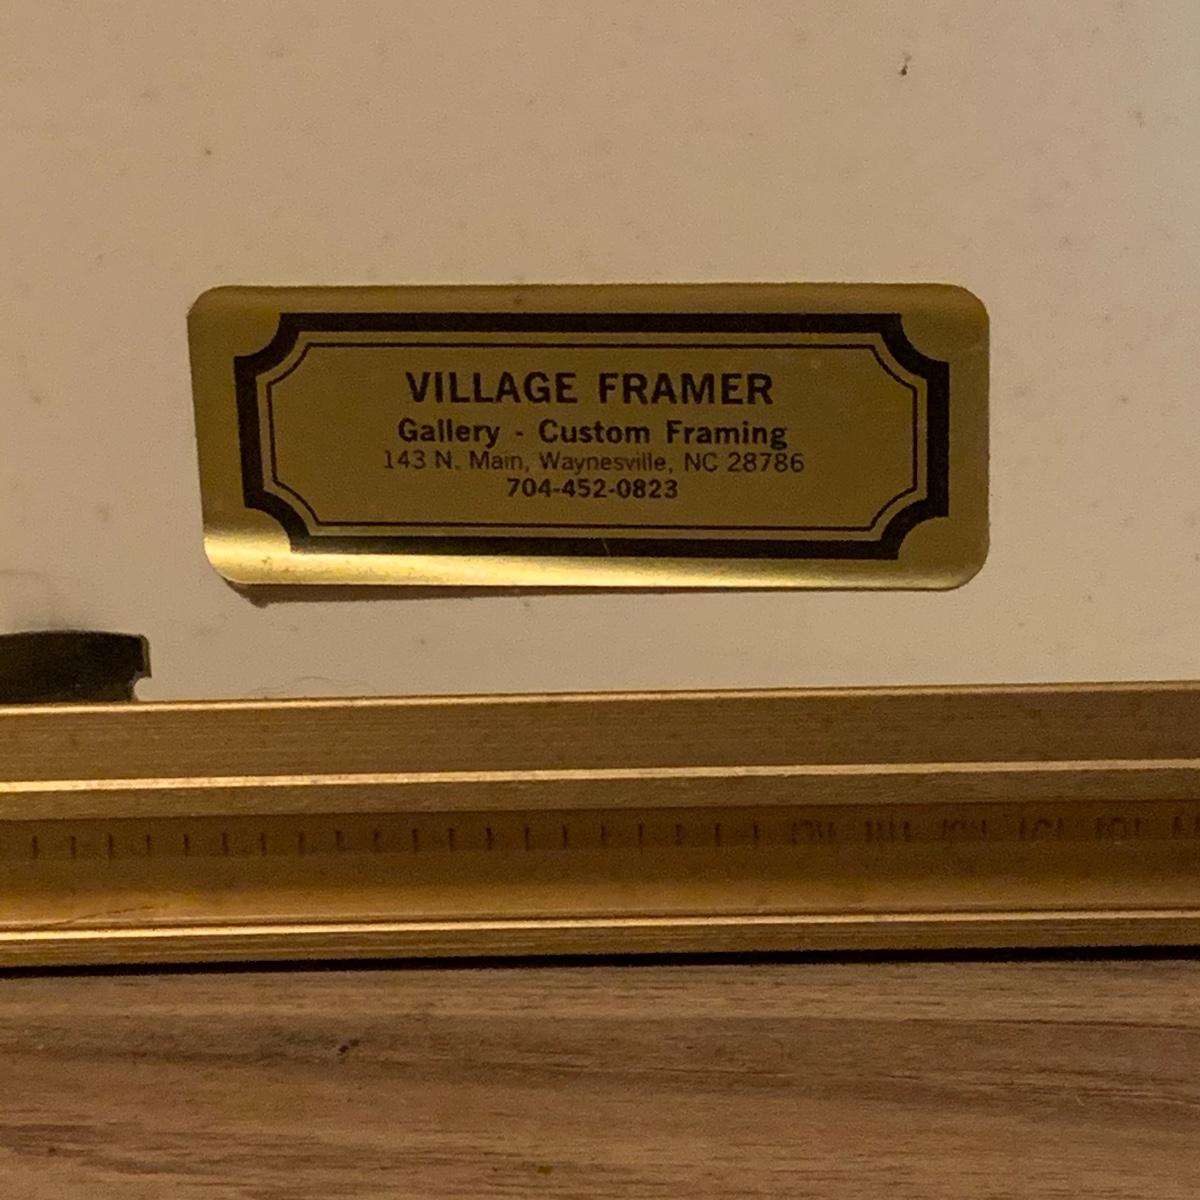 VILLAGE FRAMER
Gallery - Custom Framing
143 N. Main, Waynesville, NC 28786
704-452-0823